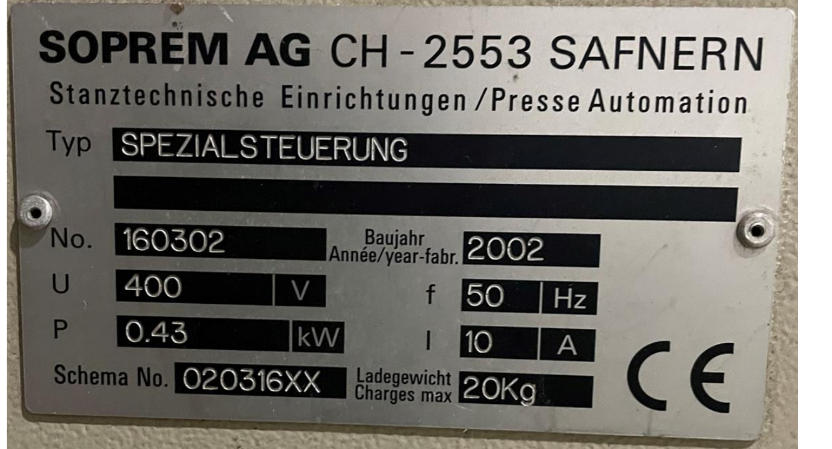 SOPREM AG CH-2553 SAFNERN
Stanztechnische Einrichtungen/Presse Automation
Typ SPEZIALSTEUERUNG
No. 160302 Baujahr Année/year-fabr. 2002
U 400 V f 50 Hz
P 0.43 kW I 10 A
Schema No. 020316XX Ladegewicht Charges max 20Kg
CE